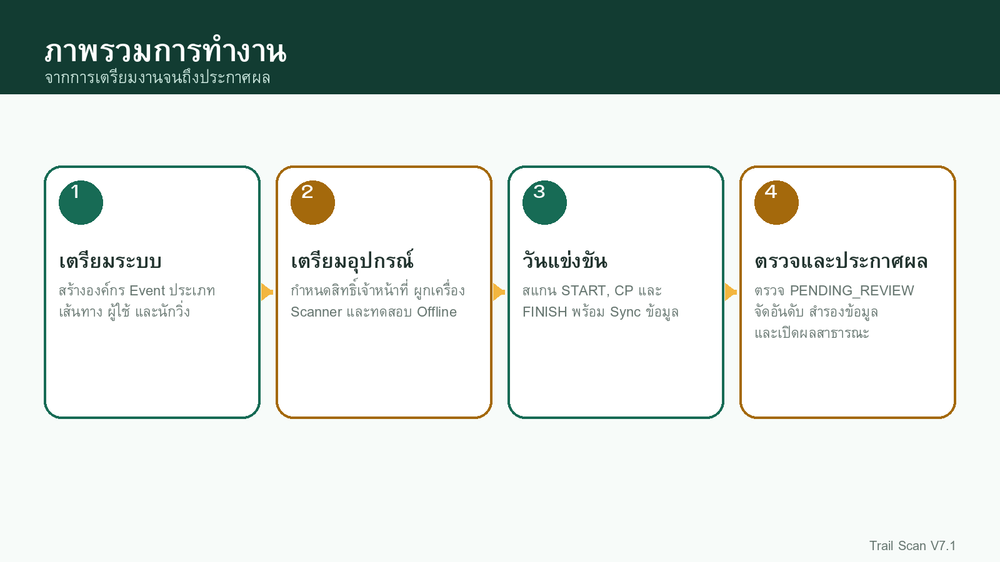 ภาพรวมการทำงาน
จากการเตรียมงานจนถึงประกาศผล
1
เตรียมระบบ
สร้างองค์กร Event ประเภท
เส้นทาง ผู้ใช้ และนักวิ่ง
2
เตรียมอุปกรณ์
กำหนดสิทธิ์เจ้าหน้าที่ ผูกเครื่อง
Scanner และทดสอบ Offline
3
วันแข่งขัน
สแกน START, CP และ
FINISH พร้อม Sync ข้อมูล
4
ตรวจและประกาศผล
ตรวจ PENDING_REVIEW
จัดอันดับ สำรองข้อมูล
และเปิดผลสาธารณะ
Trail Scan V7.1